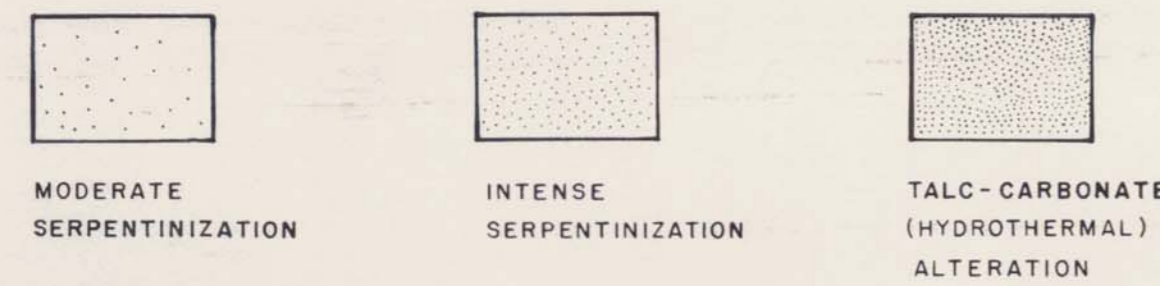 MODERATE
SERPENTINIZATION
INTENSE
SERPENTINIZATION
TALC-CARBONATE
(HYDROTHERMAL)
ALTERATION